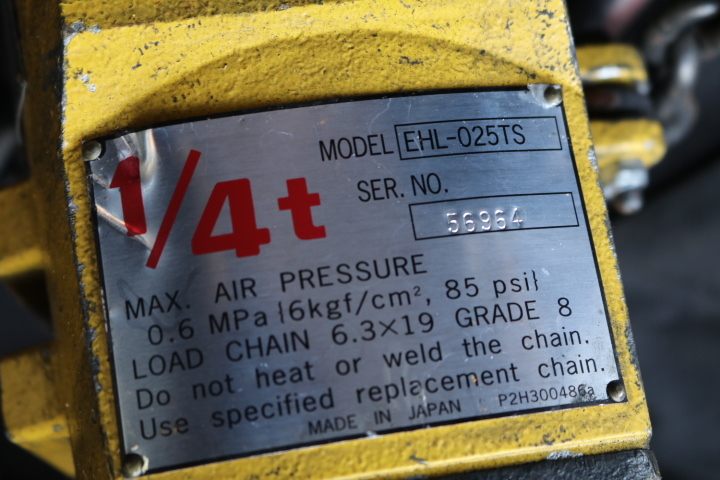 1/4t
MODEL EHL-025TS
SER. NO.
56964
MAX. AIR PRESSURE
0.6 MPa {6kgf/cm², 85 psi}
LOAD CHAIN 6.3×19 GRADE 8
Do not heat or weld the chain.
Use specified replacement chain.
MADE IN JAPAN P2H300486a